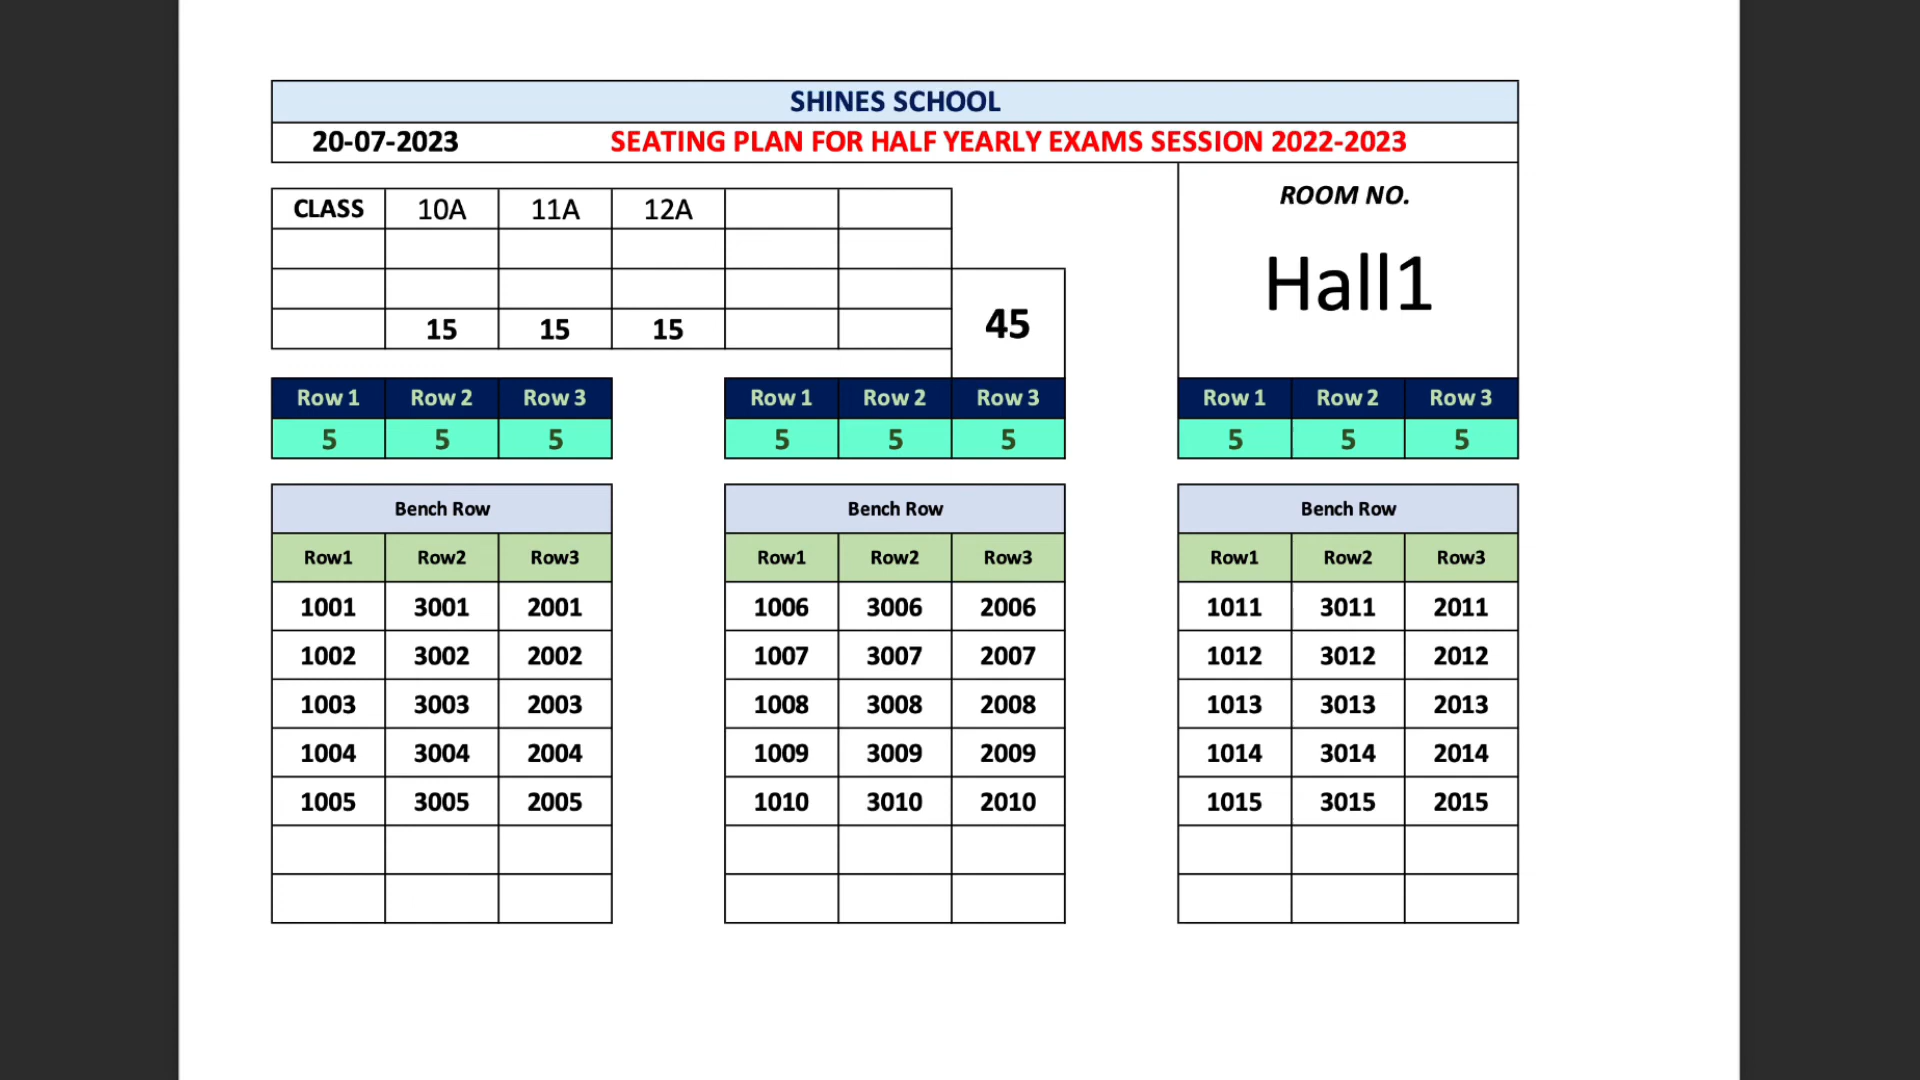 SHINES SCHOOL
20-07-2023 SEATING PLAN FOR HALF YEARLY EXAMS SESSION 2022-2023
ROOM NO.
CLASS 10A 11A 12A
Hall1
15 15 15 45
Row 1 Row 2 Row 3 Row 1 Row 2 Row 3 Row 1 Row 2 Row 3
5 5 5 5 5 5 5 5 5
Bench Row Bench Row Bench Row
Row1 Row2 Row3 Row1 Row2 Row3 Row1 Row2 Row3
1001 3001 2001 1006 3006 2006 1011 3011 2011
1002 3002 2002 1007 3007 2007 1012 3012 2012
1003 3003 2003 1008 3008 2008 1013 3013 2013
1004 3004 2004 1009 3009 2009 1014 3014 2014
1005 3005 2005 1010 3010 2010 1015 3015 2015